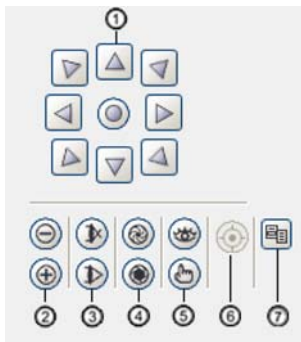 ①
② ③ ④ ⑤ ⑥ ⑦